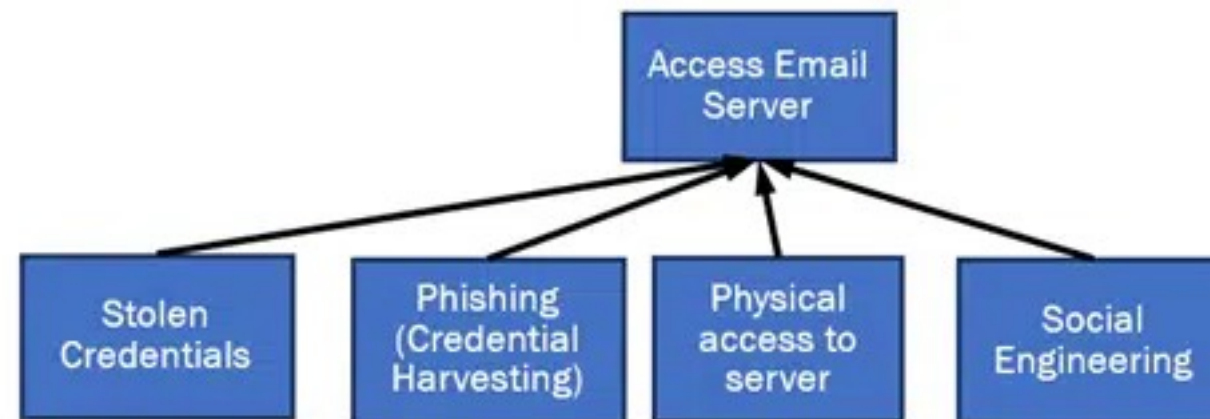 Access Email
Server
Stolen
Credentials
Phishing
(Credential
Harvesting)
Physical
access to
server
Social
Engineering